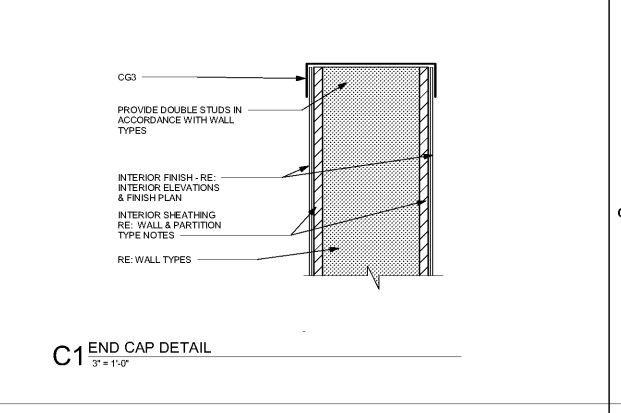 CG3
PROVIDE DOUBLE STUDS IN
ACCORDANCE WITH WALL
TYPES
INTERIOR FINISH - RE:
INTERIOR ELEVATIONS
& FINISH PLAN
INTERIOR SHEATHING
RE: WALL & PARTITION
TYPE NOTES
RE: WALL TYPES
C1 END CAP DETAIL
3" = 1'-0"